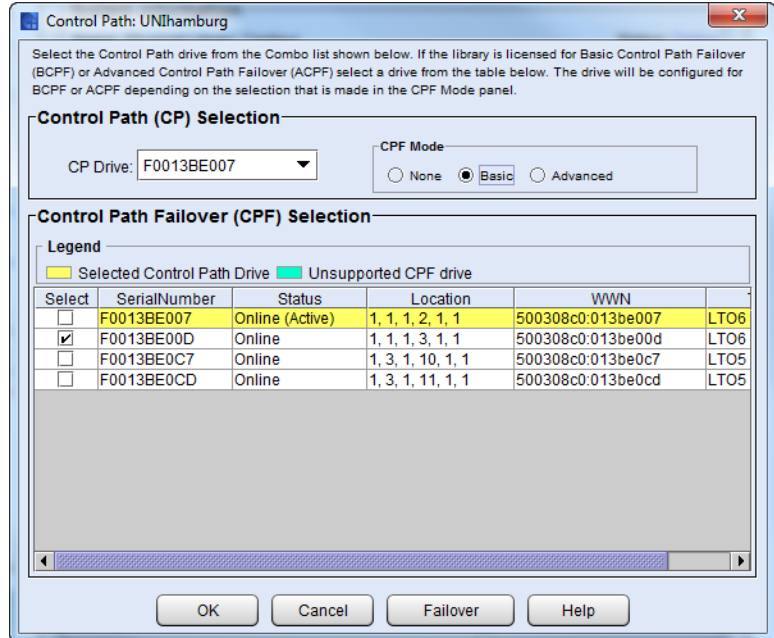 Control Path: UNIhamburg
Select the Control Path drive from the Combo list shown below. If the library is licensed for Basic Control Path Failover
(BCPF) or Advanced Control Path Failover (ACPF) select a drive from the table below. The drive will be configured for
BCPF or ACPF depending on the selection that is made in the CPF Mode panel.
Control Path (CP) Selection
CP Drive: F0013BE007
CPF Mode
None Basic Advanced
Control Path Failover (CPF) Selection
Legend
Selected Control Path Drive Unsupported CPF drive
Select SerialNumber Status Location WWN
F0013BE007 Online (Active) 1, 1, 1, 2, 1, 1 500308c0:013be007 LTO6
F0013BE00D Online 1, 1, 1, 3, 1, 1 500308c0:013be00d LTO6
F0013BE0C7 Online 1, 3, 1, 10, 1, 1 500308c0:013be0c7 LTO5
F0013BE0CD Online 1, 3, 1, 11, 1, 1 500308c0:013be0cd LTO5
OK Cancel Failover Help